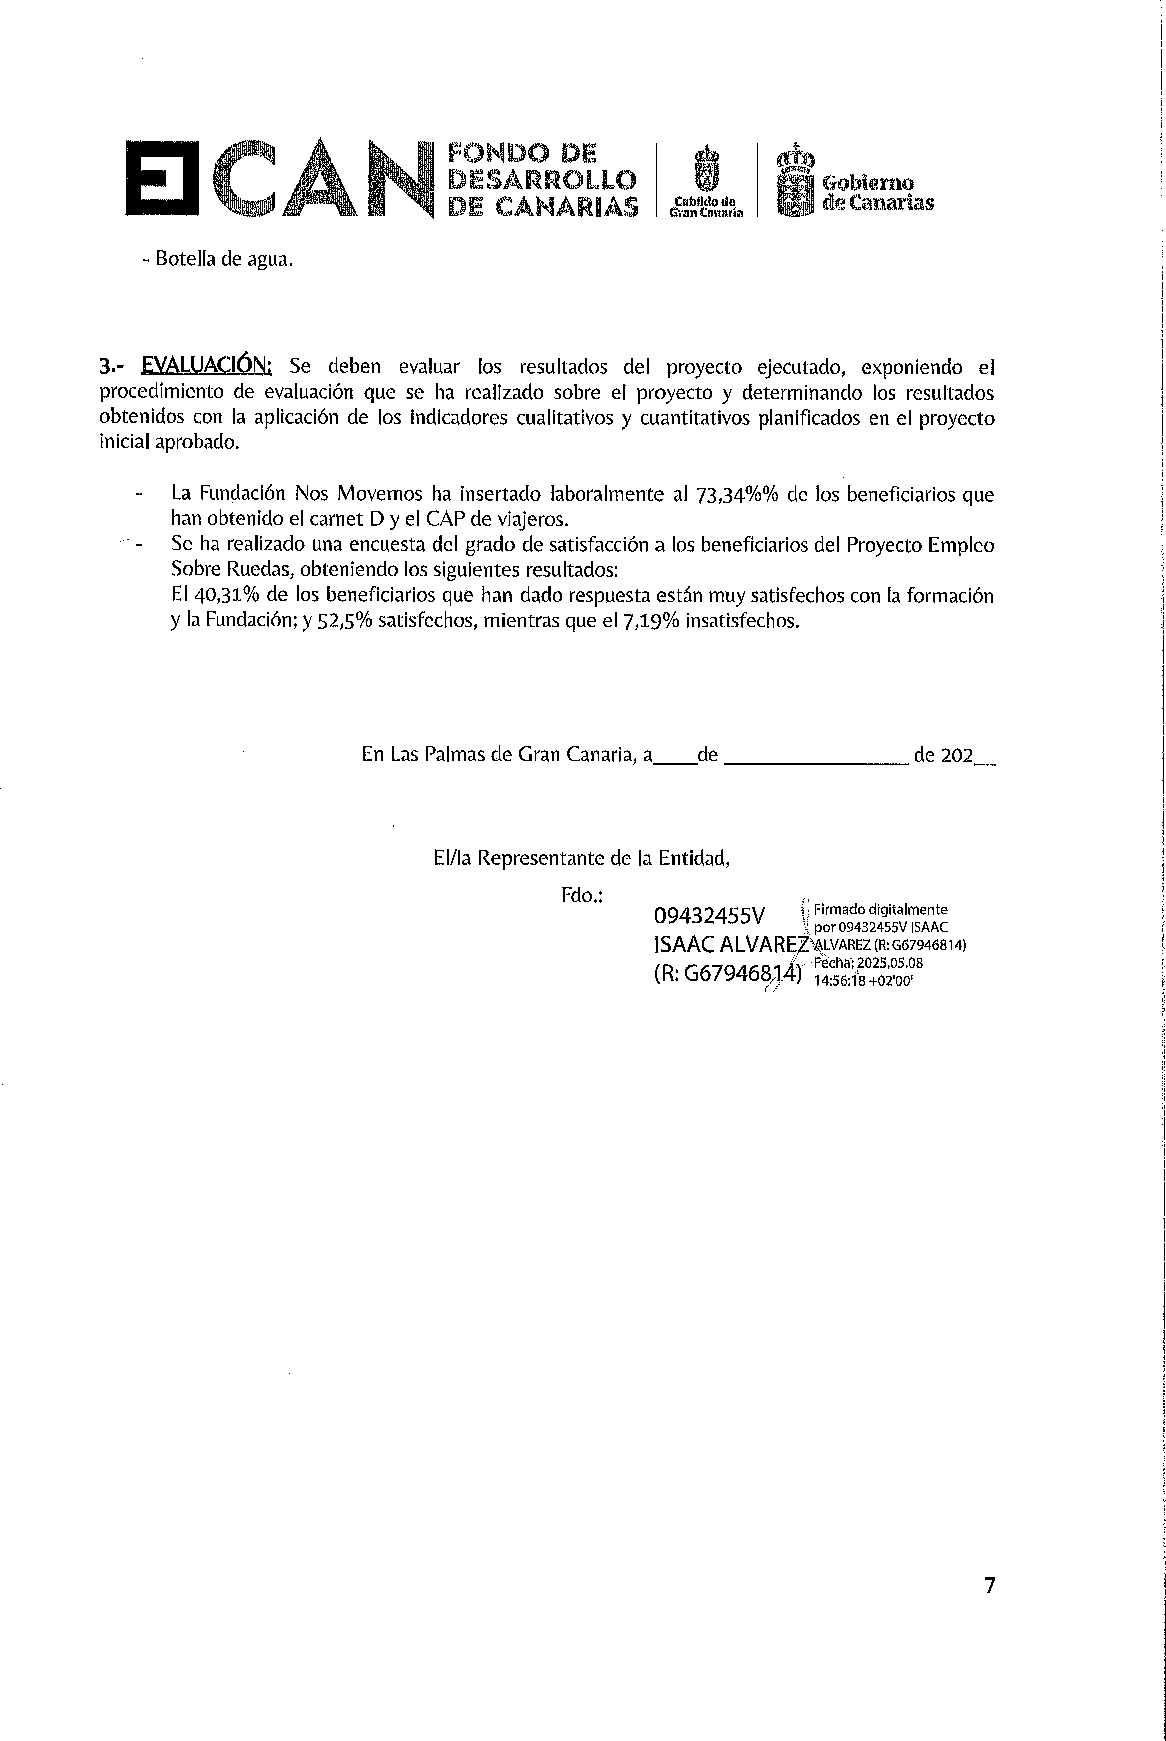 FDCAN FONDO DE
DESARROLLO
DE CANARIAS
Cabildo de
Gran Canaria
Gobierno
de Canarias
- Botella de agua.
3.- EVALUACIÓN: Se deben evaluar los resultados del proyecto ejecutado, exponiendo el
procedimiento de evaluación que se ha realizado sobre el proyecto y determinando los resultados
obtenidos con la aplicación de los indicadores cualitativos y cuantitativos planificados en el proyecto
inicial aprobado.
- La Fundación Nos Movemos ha insertado laboralmente al 73,34%% de los beneficiarios que
han obtenido el carnet D y el CAP de viajeros.
- Se ha realizado una encuesta del grado de satisfacción a los beneficiarios del Proyecto Empleo
Sobre Ruedas, obteniendo los siguientes resultados:
El 40,31% de los beneficiarios que han dado respuesta están muy satisfechos con la formación
y la Fundación; y 52,5% satisfechos, mientras que el 7,19% insatisfechos.
En Las Palmas de Gran Canaria, a____de _________________ de 202__
El/la Representante de la Entidad,
Fdo.:
09432455V
ISAAC ALVAREZ
(R: G67946814)
Firmado digitalmente
por 09432455V ISAAC
ALVAREZ (R: G67946814)
Fecha: 2025.05.08
14:56:18 +02'00'
7